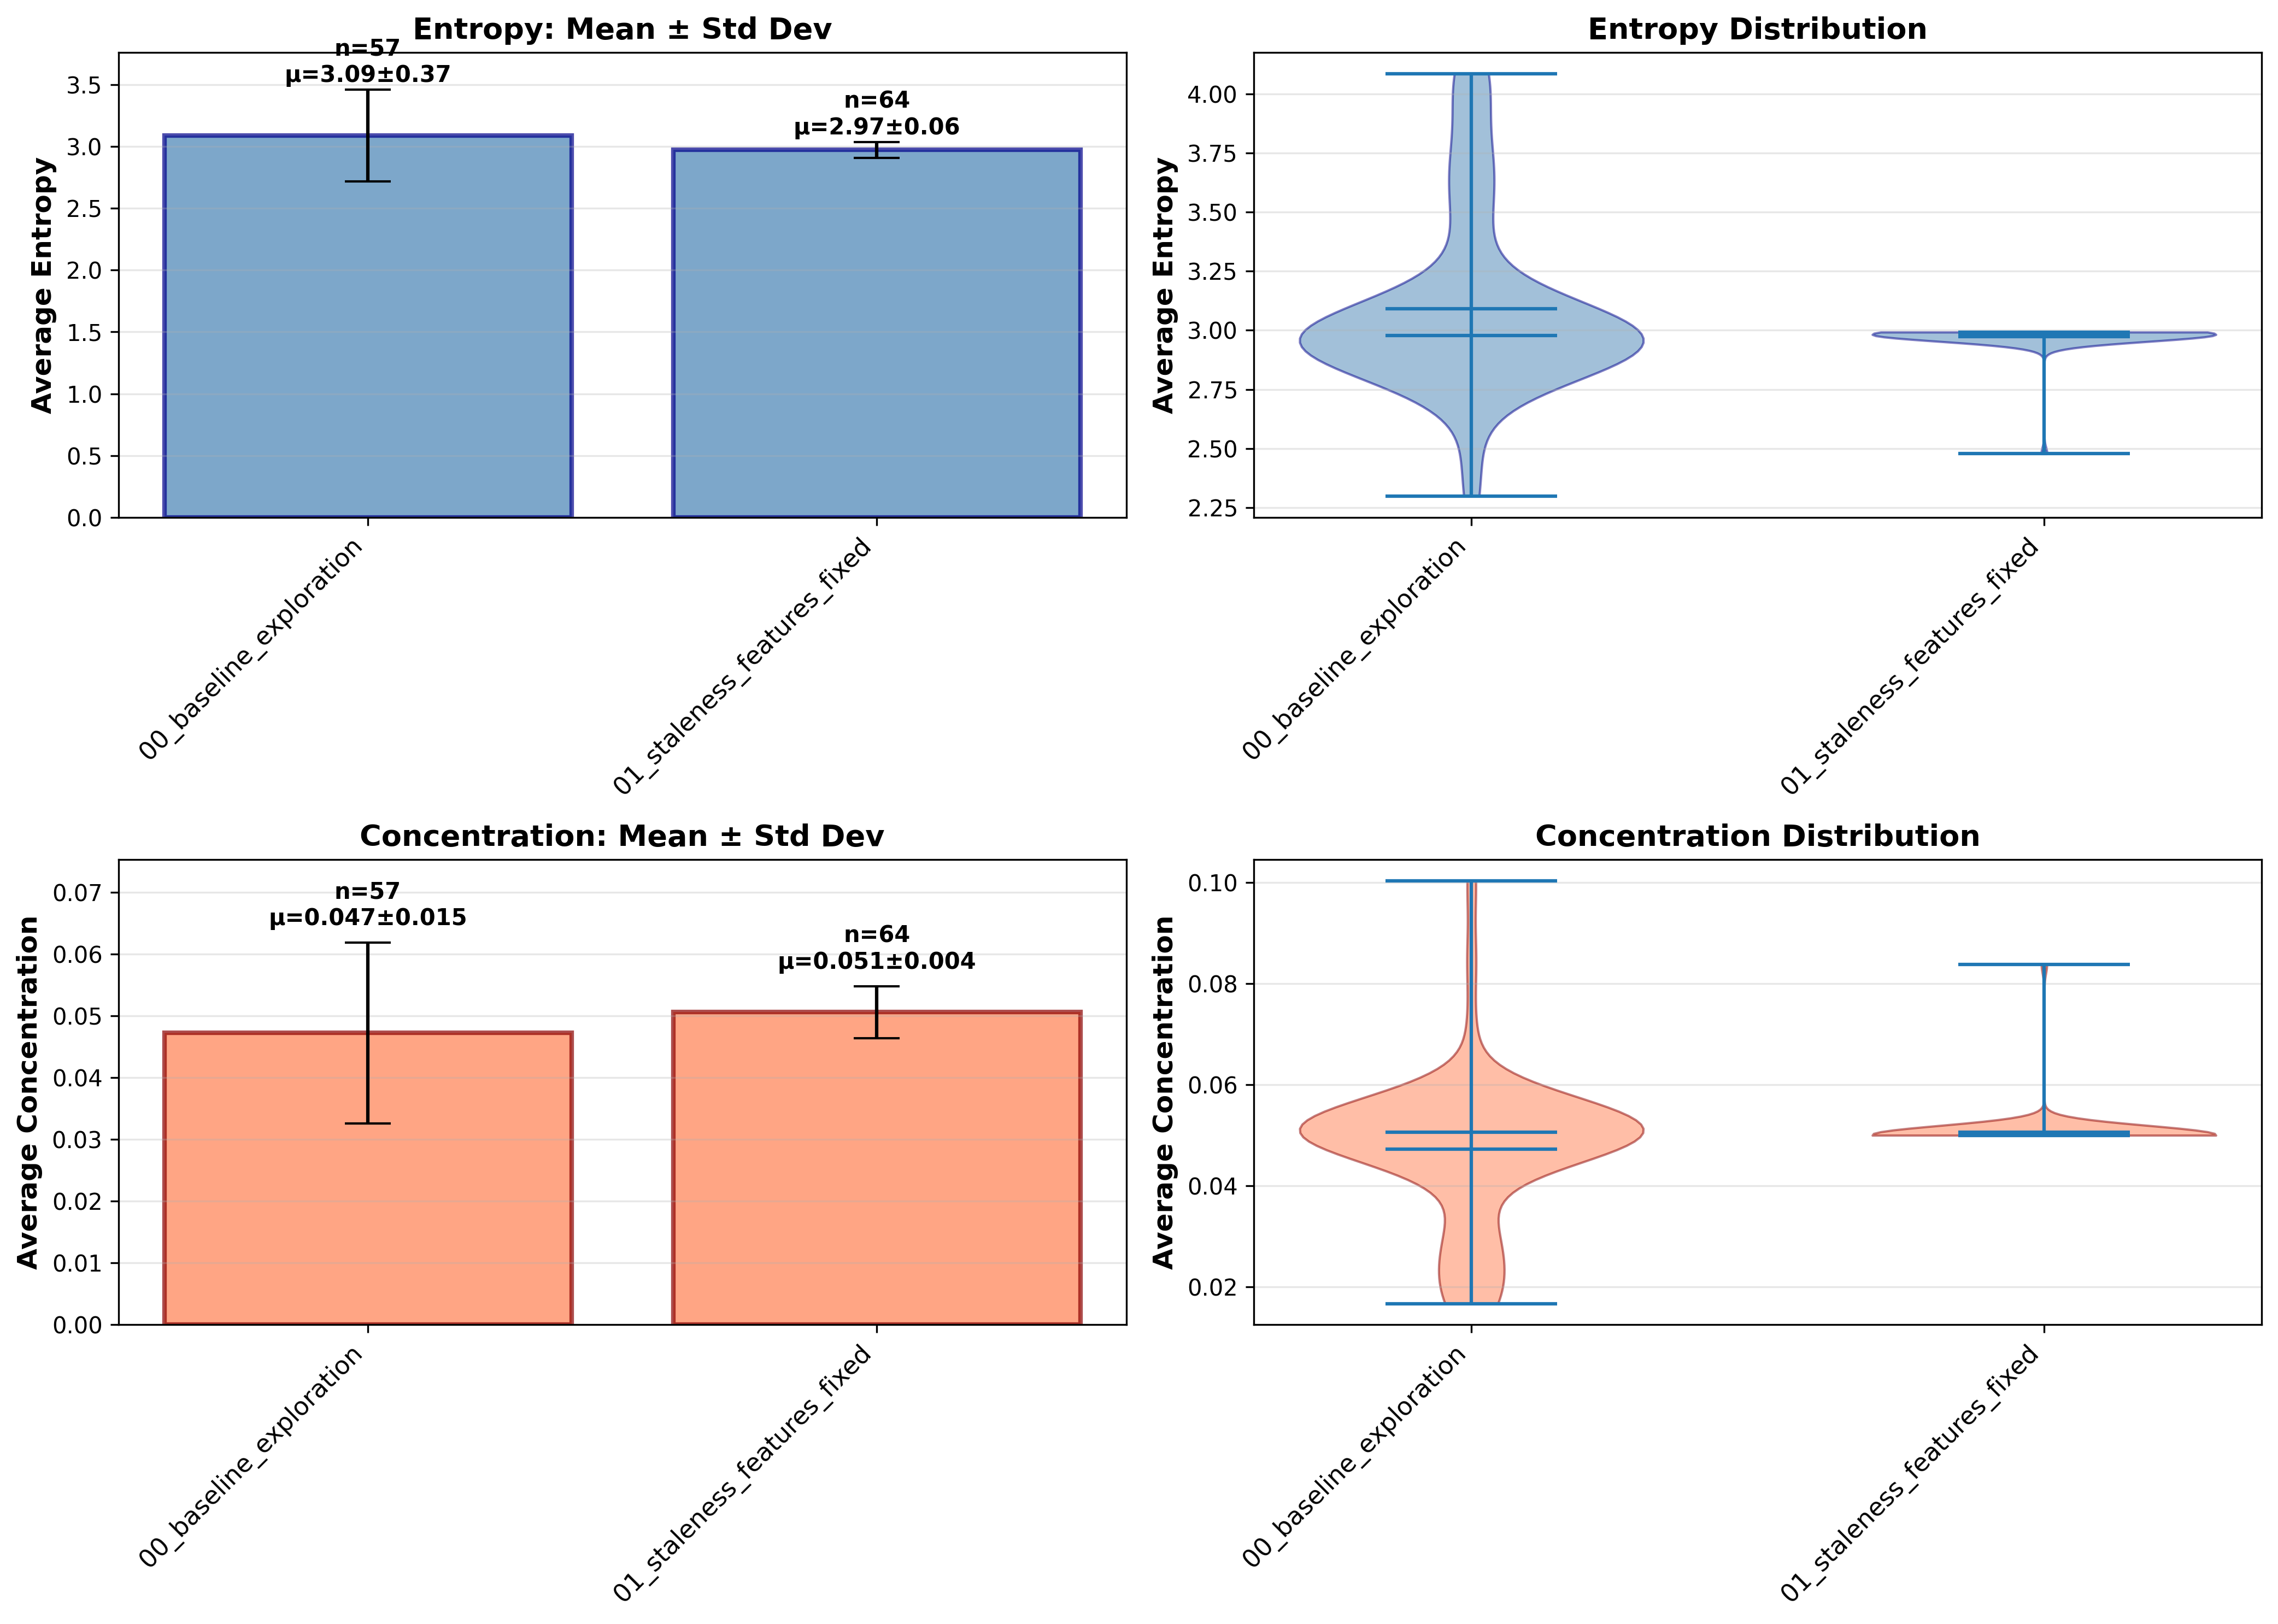 Entropy: Mean ± Std Dev
n=57
μ=3.09±0.37
n=64
μ=2.97±0.06
Average Entropy
3.5
3.0
2.5
2.0
1.5
1.0
0.5
0.0
00_baseline_exploration
01_staleness_features_fixed
Entropy Distribution
Average Entropy
4.00
3.75
3.50
3.25
3.00
2.75
2.50
2.25
00_baseline_exploration
01_staleness_features_fixed
Concentration: Mean ± Std Dev
n=57
μ=0.047±0.015
n=64
μ=0.051±0.004
Average Concentration
0.07
0.06
0.05
0.04
0.03
0.02
0.01
0.00
00_baseline_exploration
01_staleness_features_fixed
Concentration Distribution
Average Concentration
0.10
0.08
0.06
0.04
0.02
00_baseline_exploration
01_staleness_features_fixed